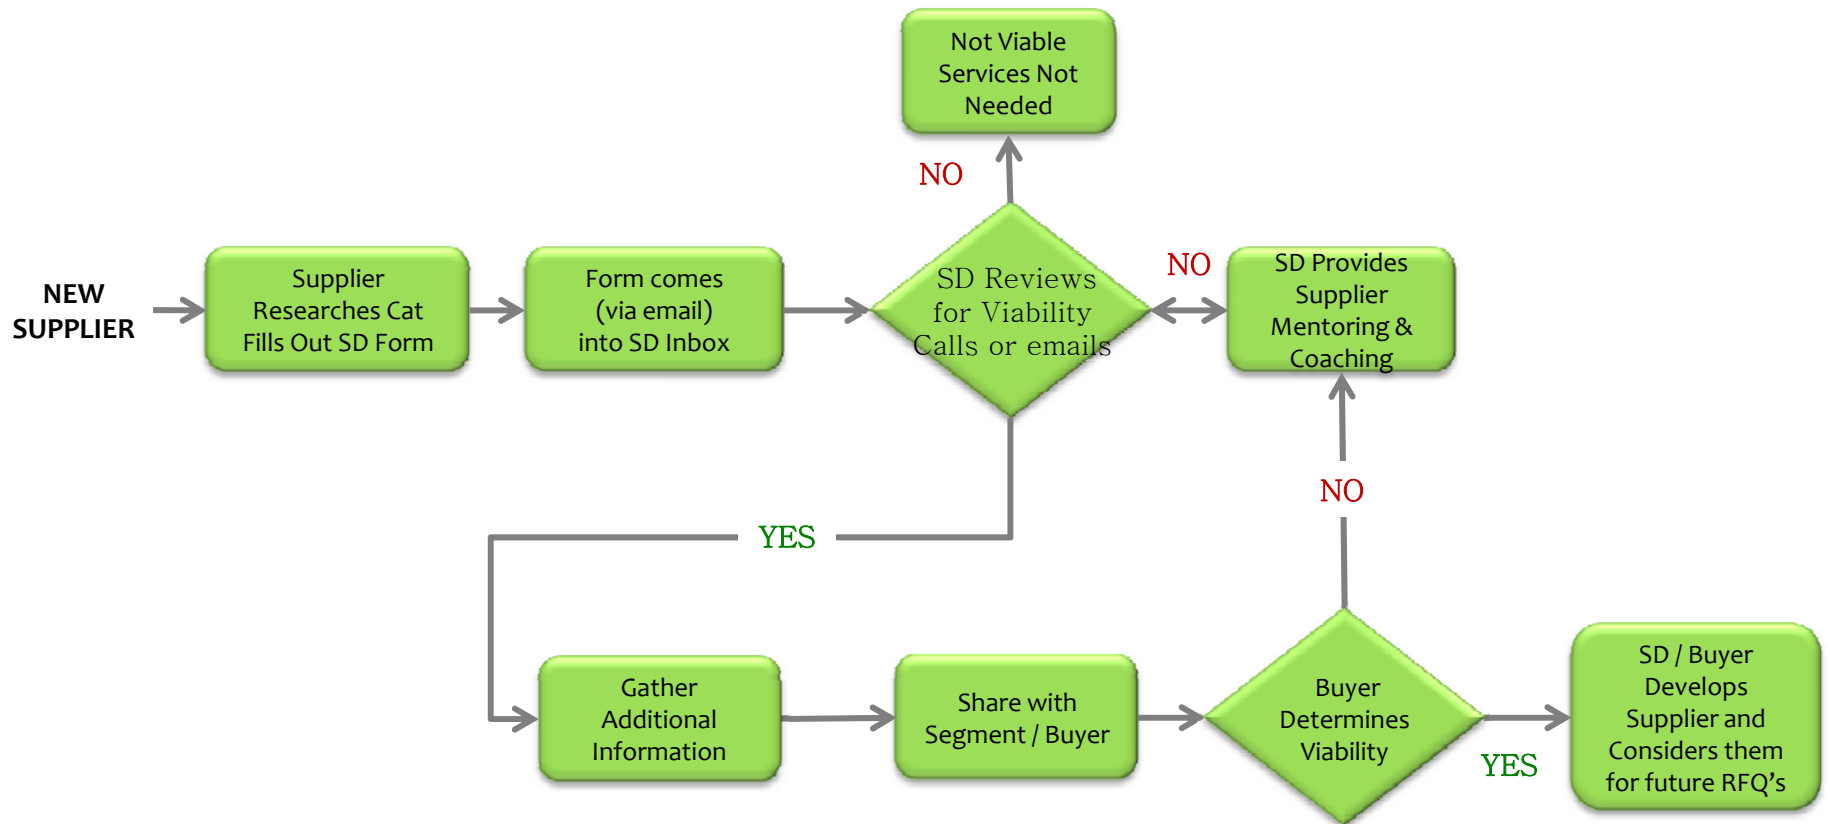 Not Viable
Services Not
Needed
NO
NEW
SUPPLIER
Supplier
Researches Cat
Fills Out SD Form
Form comes
(via email)
into SD Inbox
SD Reviews
for Viability
Calls or emails
NO
SD Provides
Supplier
Mentoring &
Coaching
NO
YES
Gather
Additional
Information
Share with
Segment / Buyer
Buyer
Determines
Viability
YES
SD / Buyer
Develops
Supplier and
Considers them
for future RFQ’s